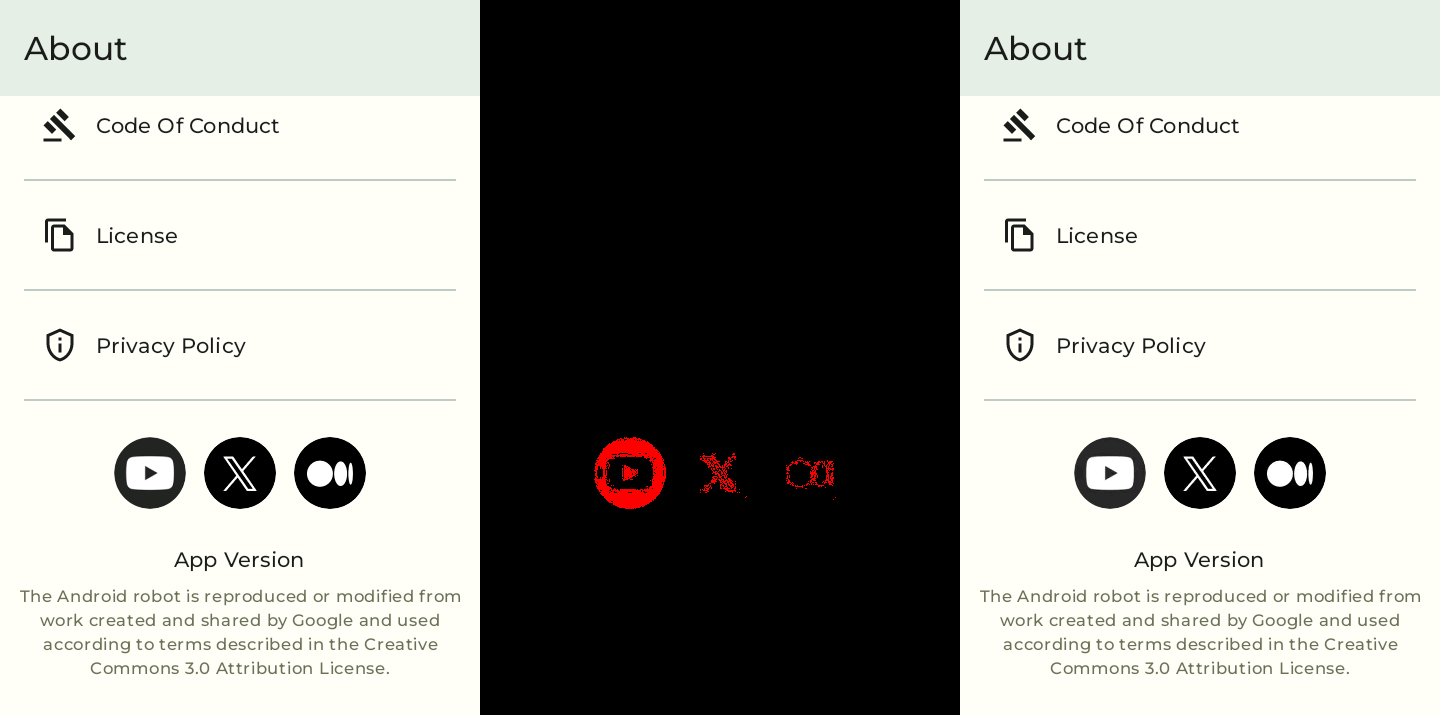 About
Code Of Conduct
License
Privacy Policy
App Version
The Android robot is reproduced or modified from
work created and shared by Google and used
according to terms described in the Creative
Commons 3.0 Attribution License.
About
Code Of Conduct
License
Privacy Policy
App Version
The Android robot is reproduced or modified from
work created and shared by Google and used
according to terms described in the Creative
Commons 3.0 Attribution License.